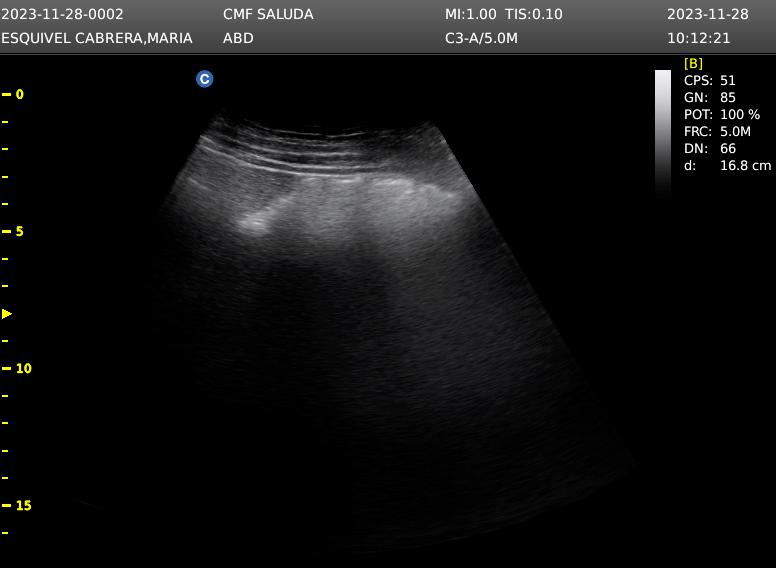 2023-11-28-0002 CMF SALUDA MI:1.00 TIS:0.10 2023-11-28
ESQUIVEL CABRERA,MARIA ABD C3-A/5.0M 10:12:21
C
[B]
CPS: 51
GN: 85
POT: 100 %
FRC: 5.0M
DN: 66
d: 16.8 cm
0
5
10
15